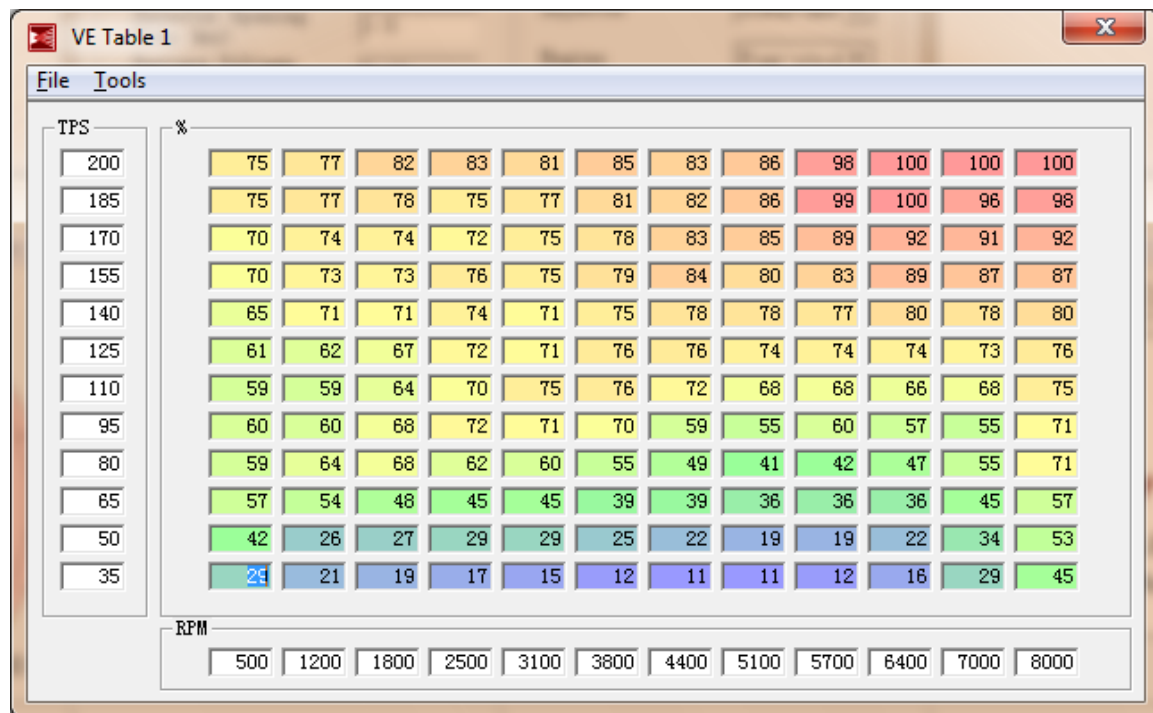 VE Table 1
X
File Tools
TPS %
200 75 77 82 83 81 85 83 86 98 100 100 100
185 75 77 78 75 77 81 82 86 99 100 96 98
170 70 74 74 72 75 78 83 85 89 92 91 92
155 70 73 73 76 75 79 84 80 83 89 87 87
140 65 71 71 74 71 75 78 78 77 80 78 80
125 61 62 67 72 71 76 76 74 74 74 73 76
110 59 59 64 70 75 76 72 68 68 66 68 75
95 60 60 68 72 71 70 59 55 60 57 55 71
80 59 64 68 62 60 55 49 41 42 47 55 71
65 57 54 48 45 45 39 39 36 36 36 45 57
50 42 26 27 29 29 25 22 19 19 22 34 53
35 29 21 19 17 15 12 11 11 12 16 29 45
RPM
500 1200 1800 2500 3100 3800 4400 5100 5700 6400 7000 8000